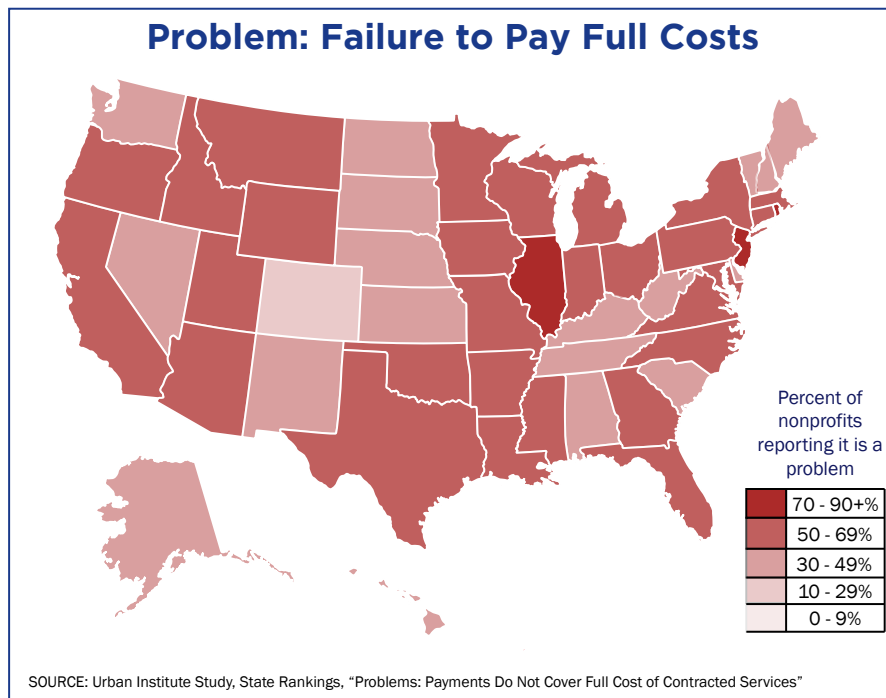 Problem: Failure to Pay Full Costs
Percent of
nonprofits
reporting it is a
problem
70 - 90+%
50 - 69%
30 - 49%
10 - 29%
0 - 9%
SOURCE: Urban Institute Study, State Rankings, “Problems: Payments Do Not Cover Full Cost of Contracted Services”